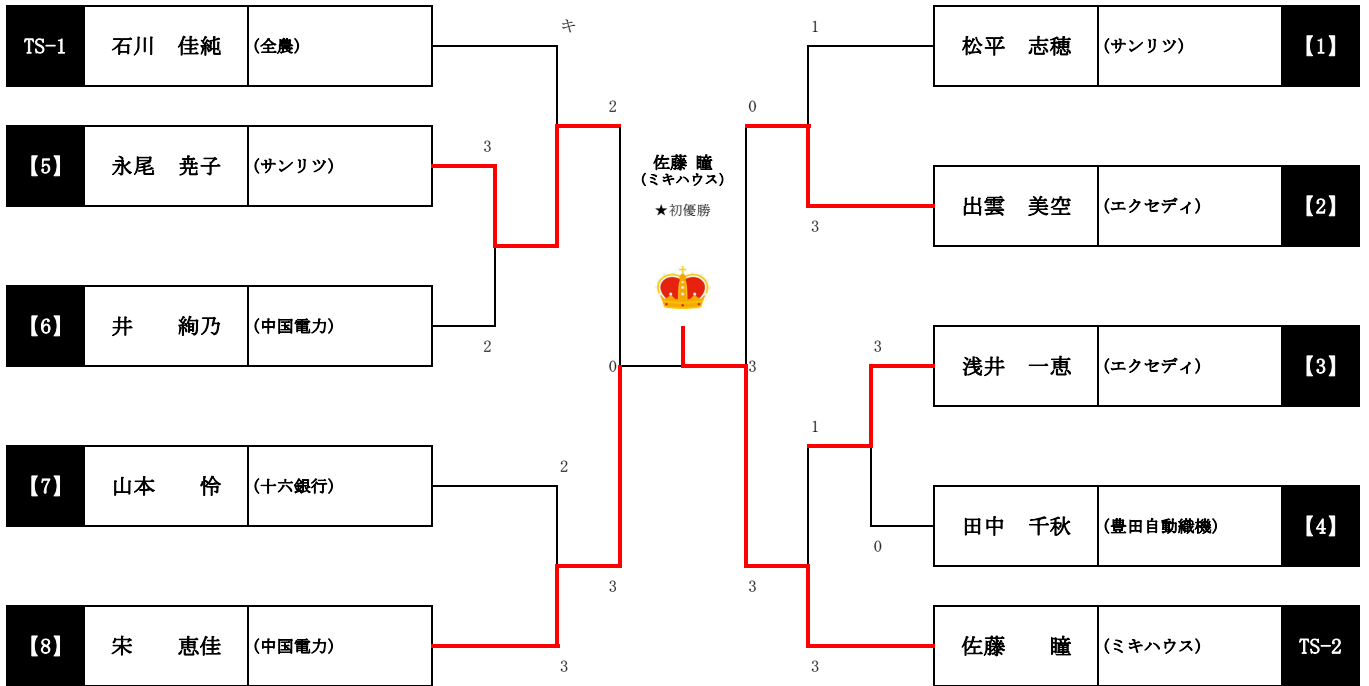 TS-1 石川　佳純 (全農)
キ
【5】 永尾　尭子 (サンリツ)
3
2
【6】 井　　絢乃 (中国電力)
2
0
【7】 山本　　怜 (十六銀行)
2
3
【8】 宋　　恵佳 (中国電力)
3
佐藤 瞳
(ミキハウス)
★初優勝
1
松平　志穂 (サンリツ) 【1】
0
出雲　美空 (エクセディ) 【2】
3
3
浅井　一恵 (エクセディ) 【3】
3
1
田中　千秋 (豊田自動織機) 【4】
0
3
佐藤　　瞳 (ミキハウス) TS-2
3